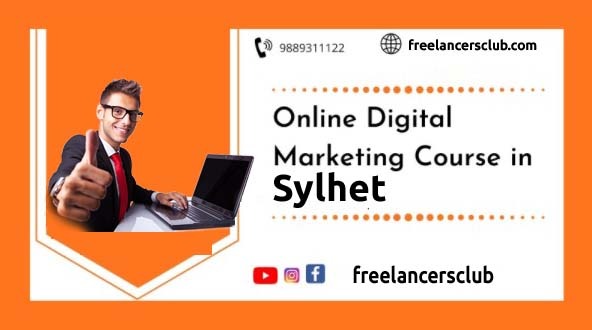 9889311122 freelancersclub.com
Online Digital
Marketing Course in
Sylhet
freelancersclub